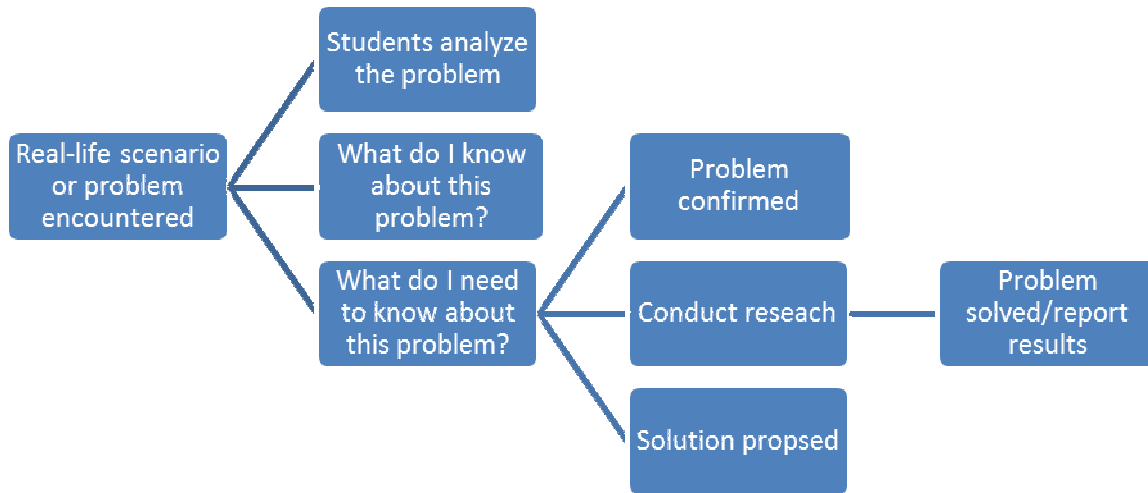 Students analyze
the problem
Real-life scenario
or problem
encountered
What do I know
about this
problem?
What do I need
to know about
this problem?
Problem
confirmed
Conduct reseach
Solution propsed
Problem
solved/report
results